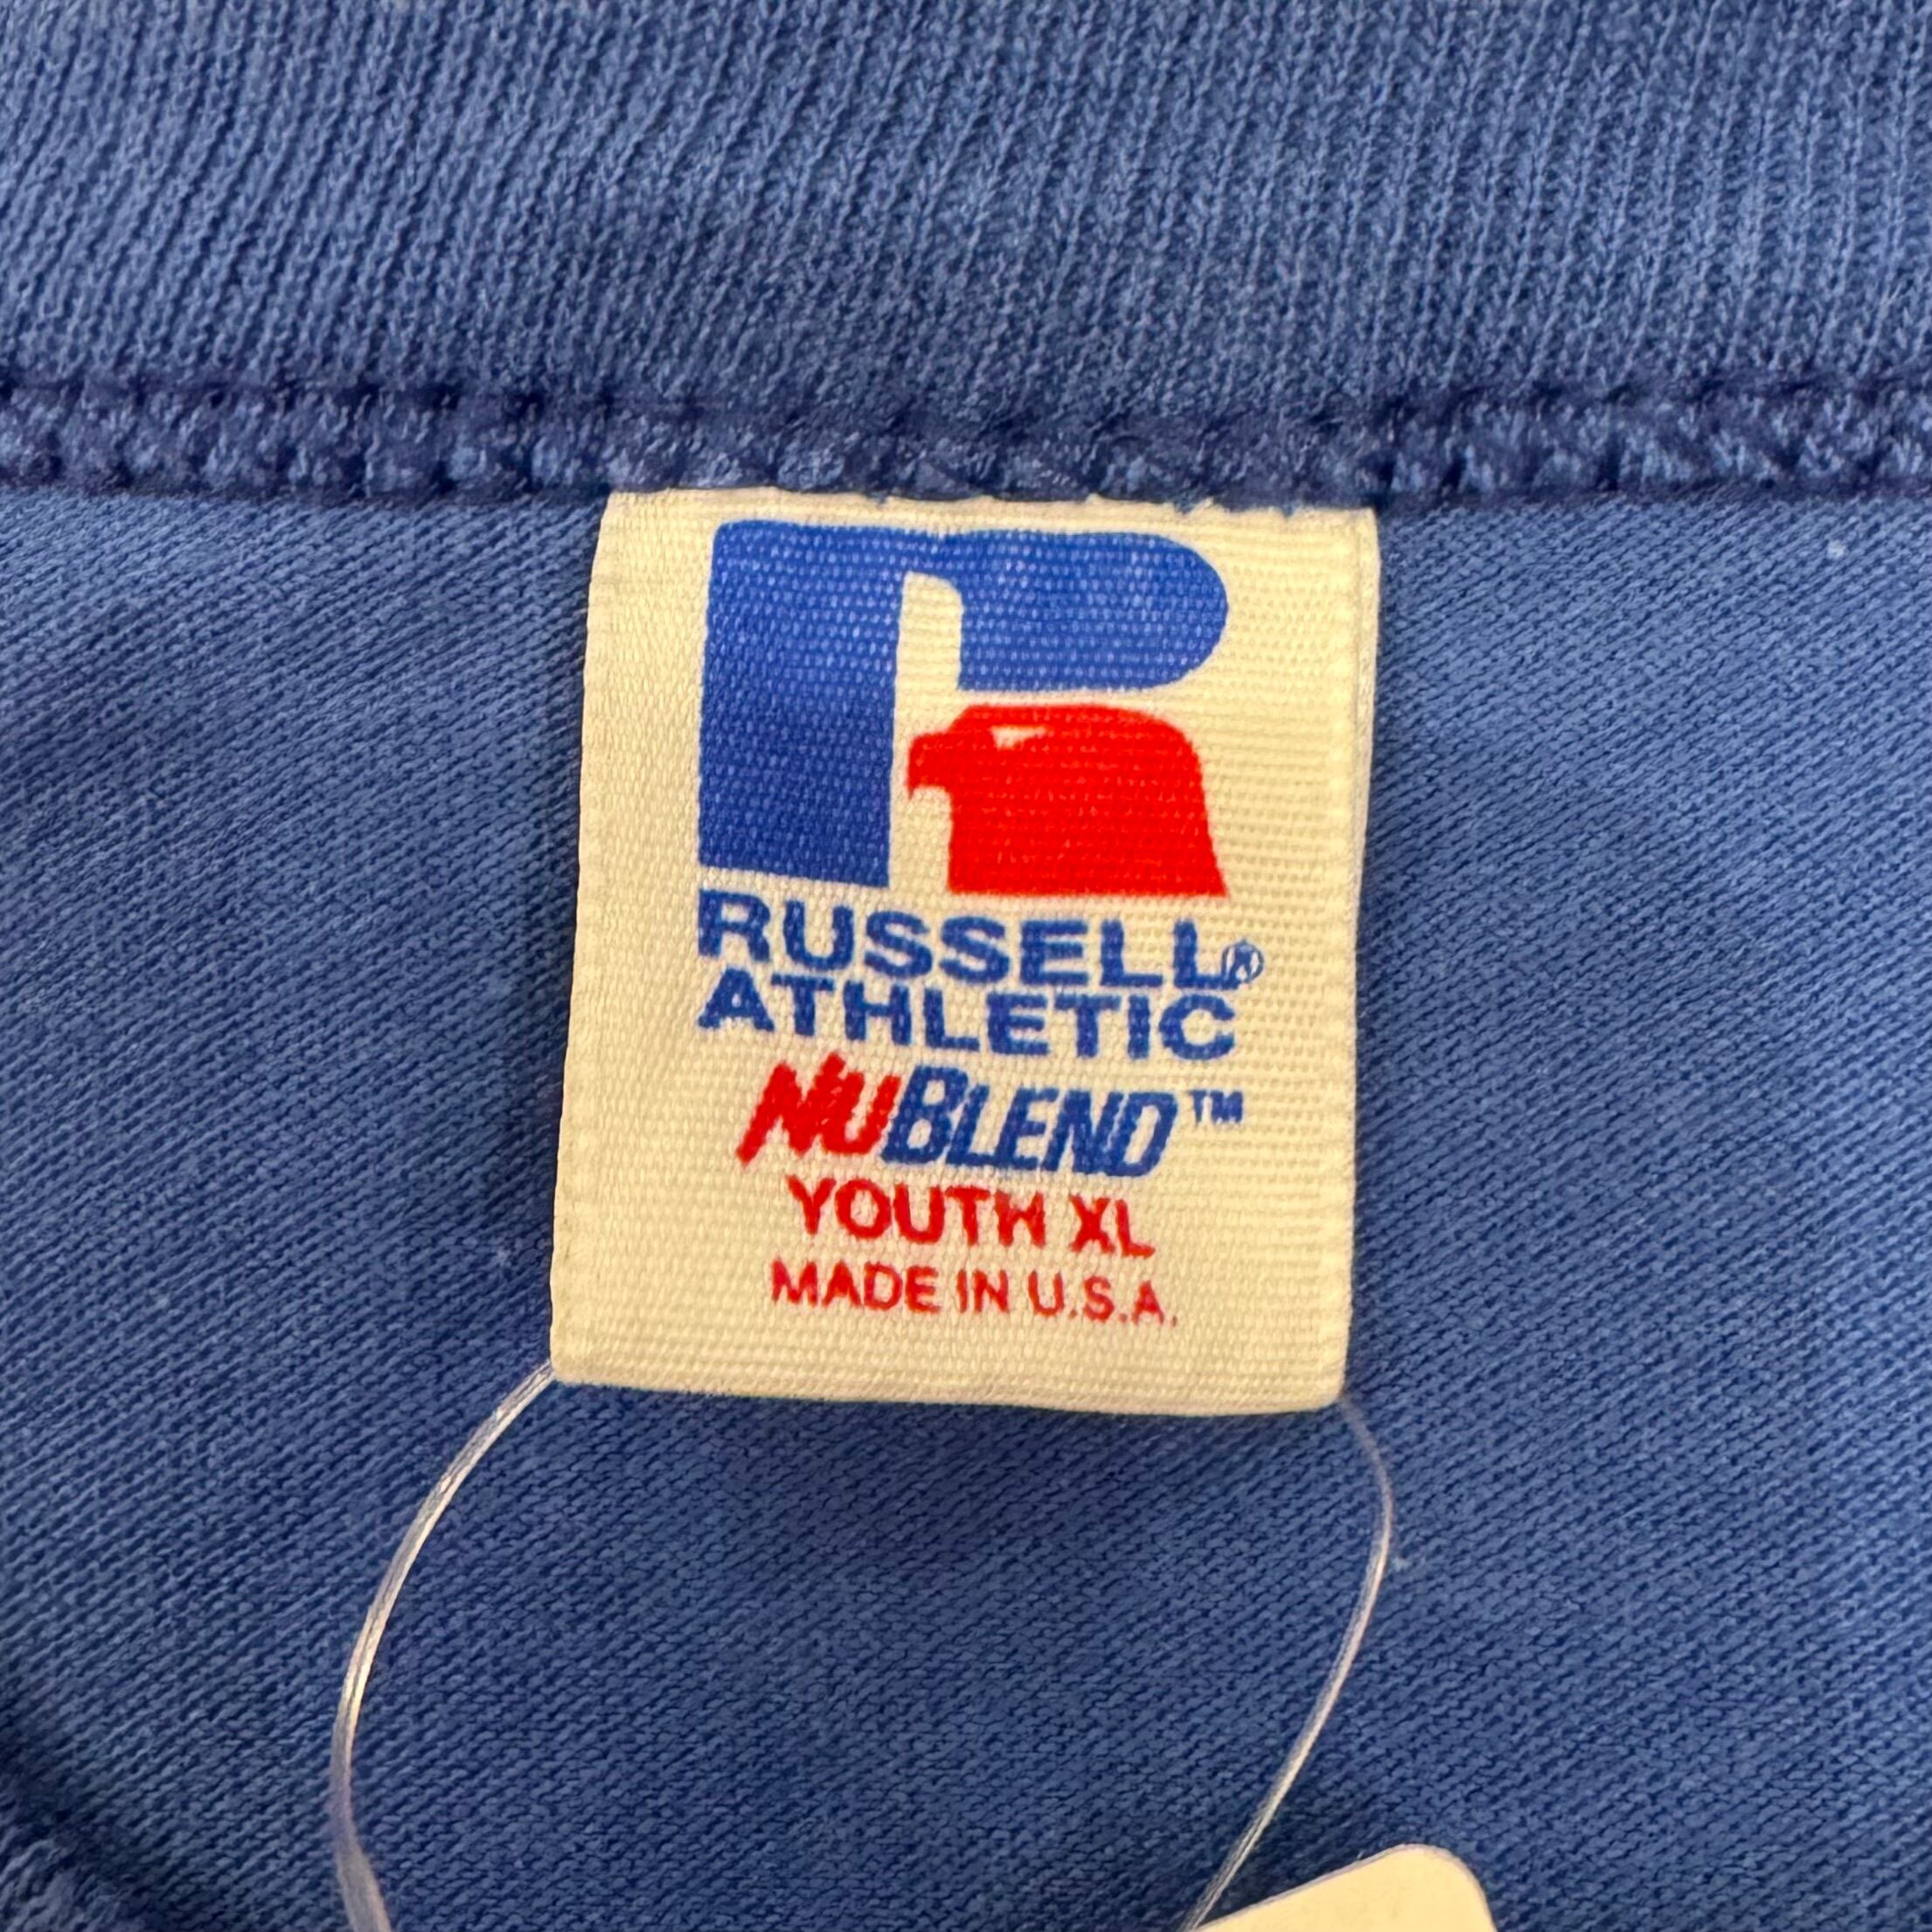 RUSSELL®
ATHLETIC
NUBLEND™
YOUTH XL
MADE IN U.S.A.